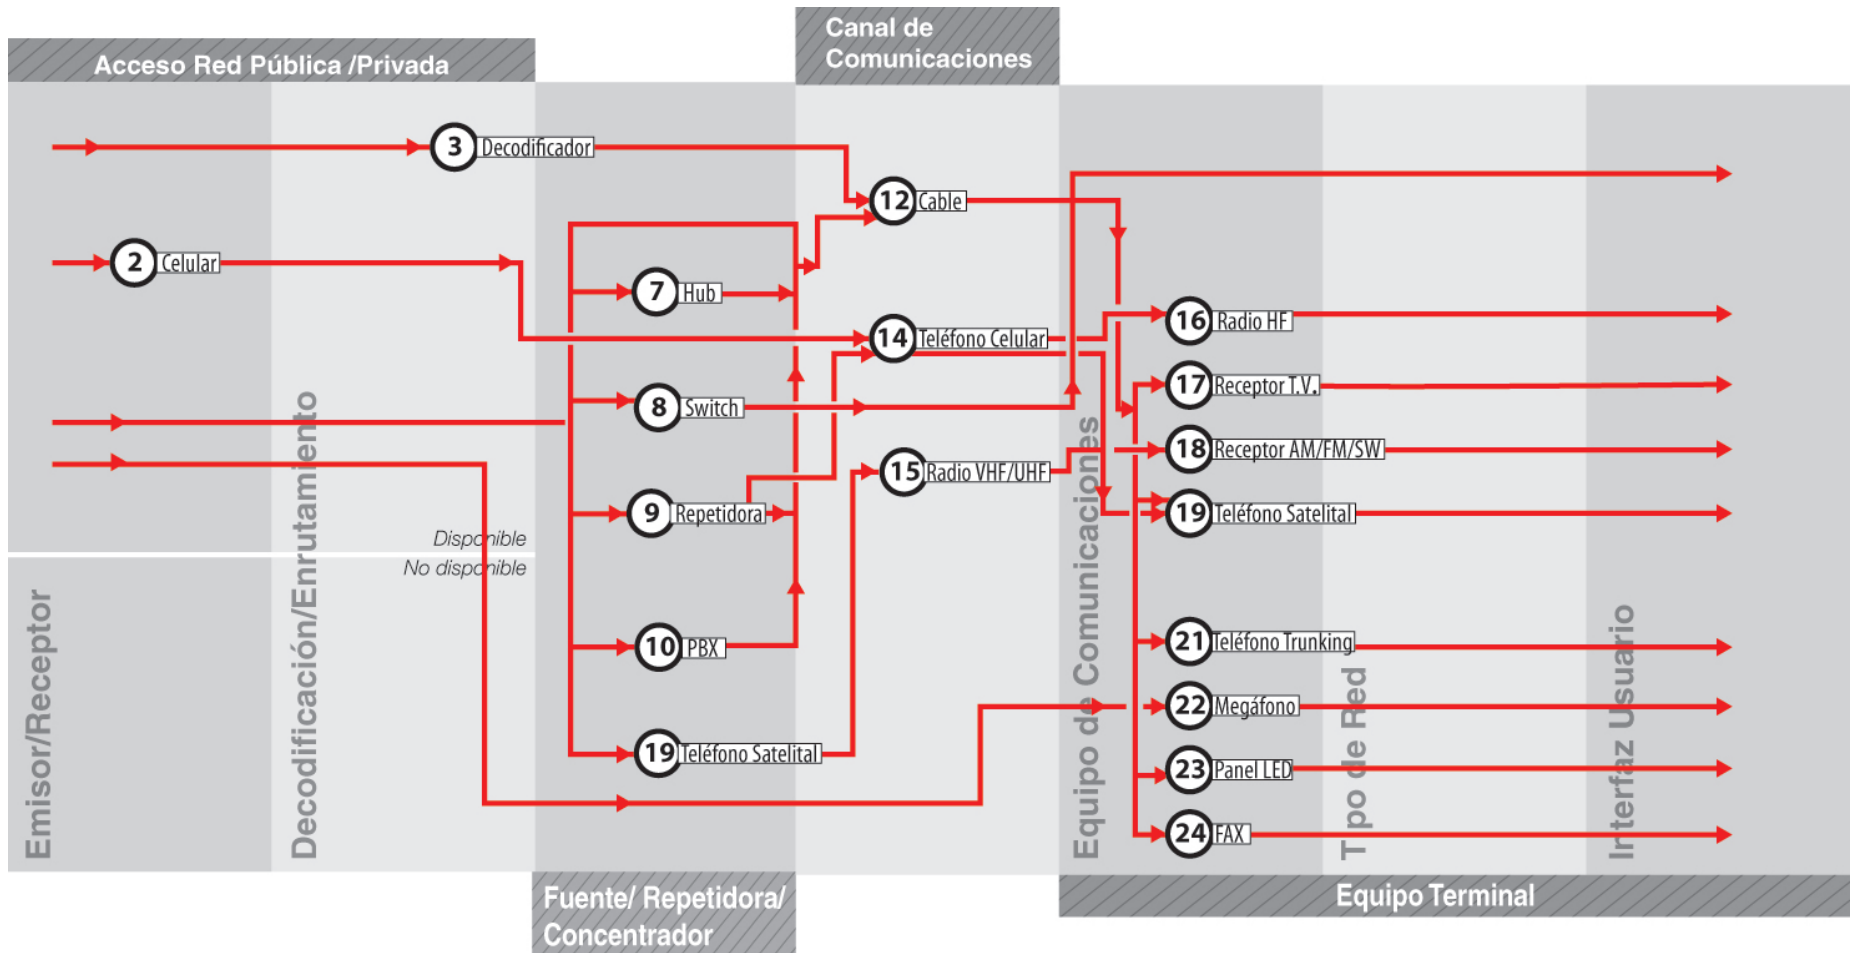 Canal de
Comunicaciones
Acceso Red Pública /Privada
3 Decodificador
12 Cable
2 Celular
7 Hub
14 Teléfono Celular
16 Radio HF
17 Receptor T.V.
8 Switch
18 Receptor AM/FM/SW
15 Radio VHF/UHF
9 Repetidora
19 Teléfono Satelital
Disponible
No disponible
10 PBX
21 Teléfono Trunking
22 Megáfono
19 Teléfono Satelital
23 Panel LED
24 FAX
Emisor/Receptor
Decodificación/Enrutamiento
Equipo de Comunicaciones
Tipo de Red
Interfaz Usuario
Fuente/ Repetidora/
Concentrador
Equipo Terminal